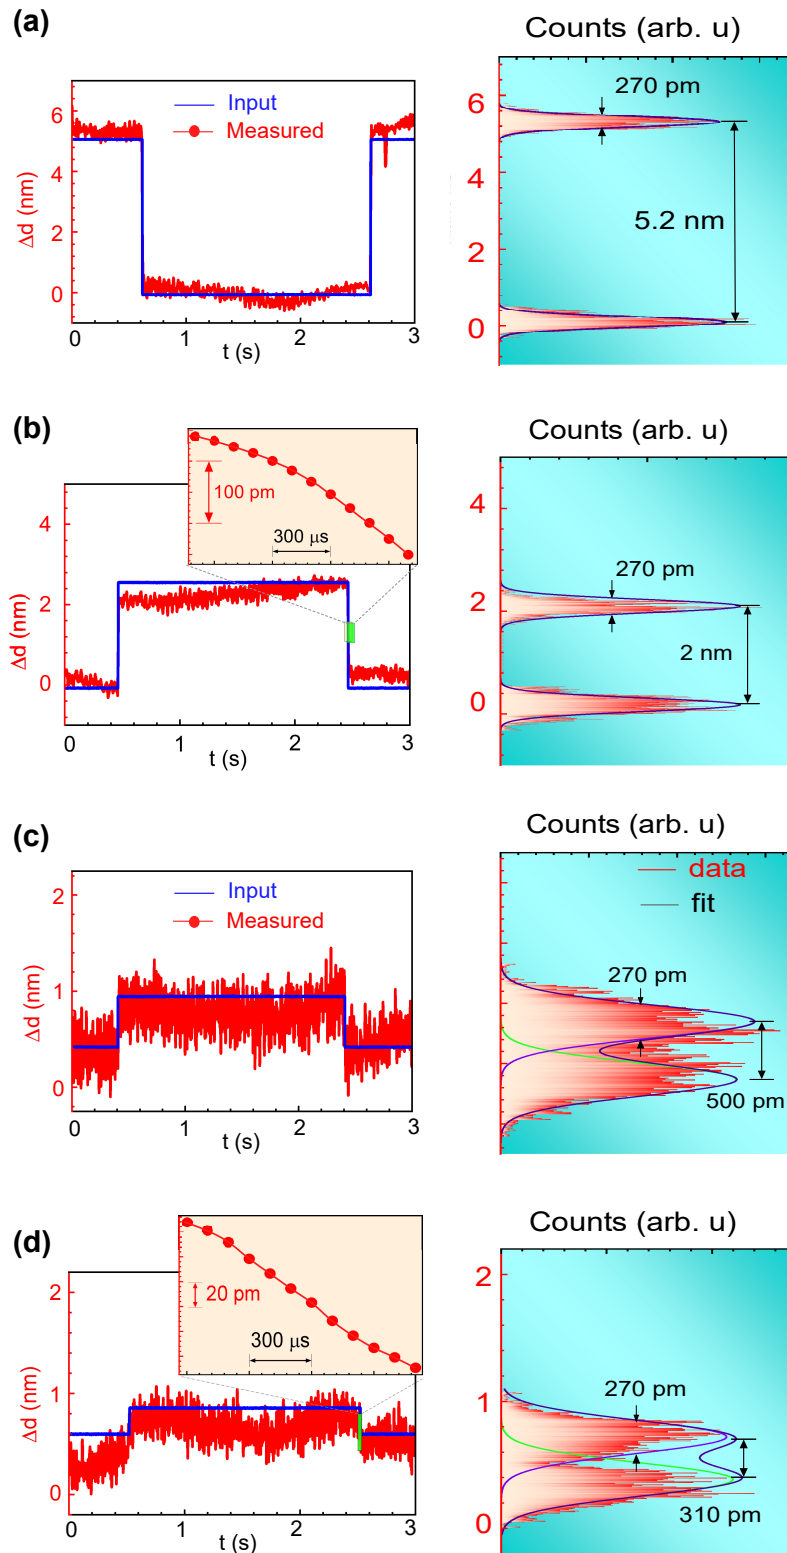 (a)
Counts (arb. u)
Input
Measured
6
4
2
0
Δd (nm)
0
1
2
3
t (s)
6
4
2
0
270 pm
5.2 nm
(b)
Counts (arb. u)
100 pm
300 μs
4
2
0
Δd (nm)
0
1
2
3
t (s)
4
2
0
270 pm
2 nm
(c)
Counts (arb. u)
Input
Measured
2
1
0
Δd (nm)
0
1
2
3
t (s)
data
fit
2
1
0
270 pm
500 pm
(d)
Counts (arb. u)
20 pm
300 μs
2
1
0
Δd (nm)
0
1
2
3
t (s)
2
1
0
270 pm
310 pm